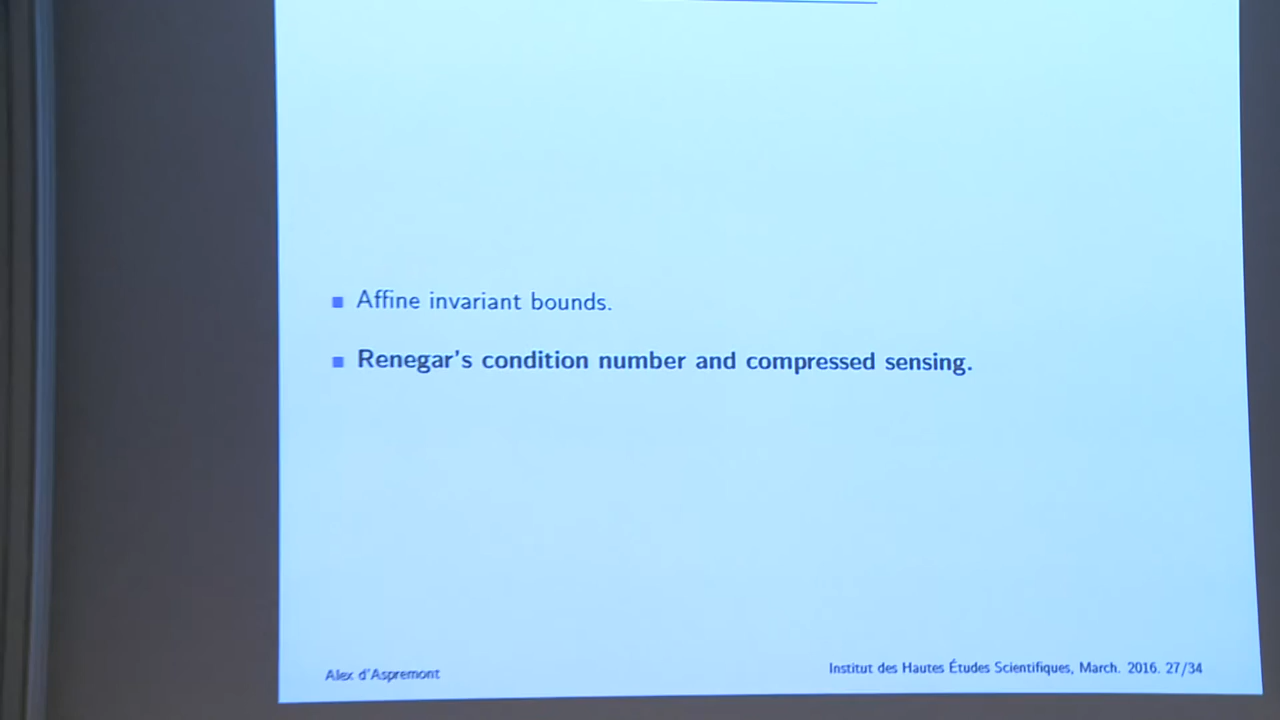 Affine invariant bounds.
Renegar's condition number and compressed sensing.
Alex d'Aspremont
Institut des Hautes Études Scientifiques, March. 2016. 27/34